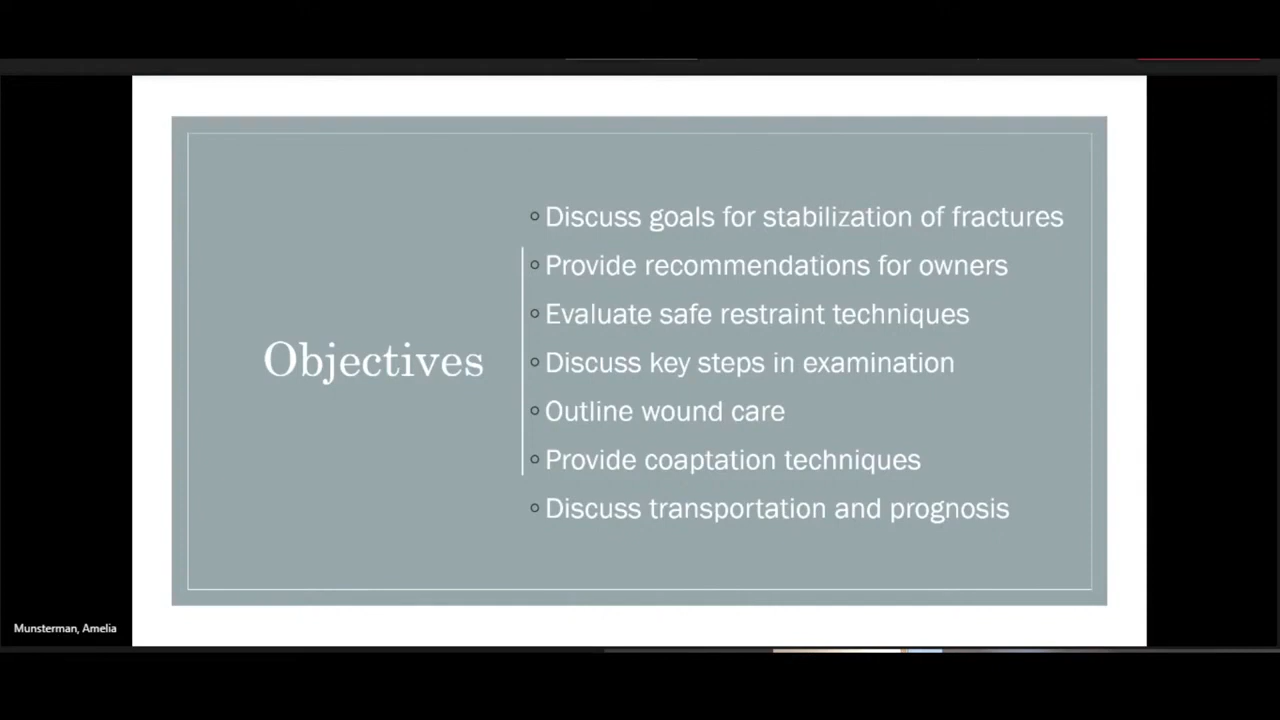 Objectives
Discuss goals for stabilization of fractures
Provide recommendations for owners
Evaluate safe restraint techniques
Discuss key steps in examination
Outline wound care
Provide coaptation techniques
Discuss transportation and prognosis
Munsterman, Amelia